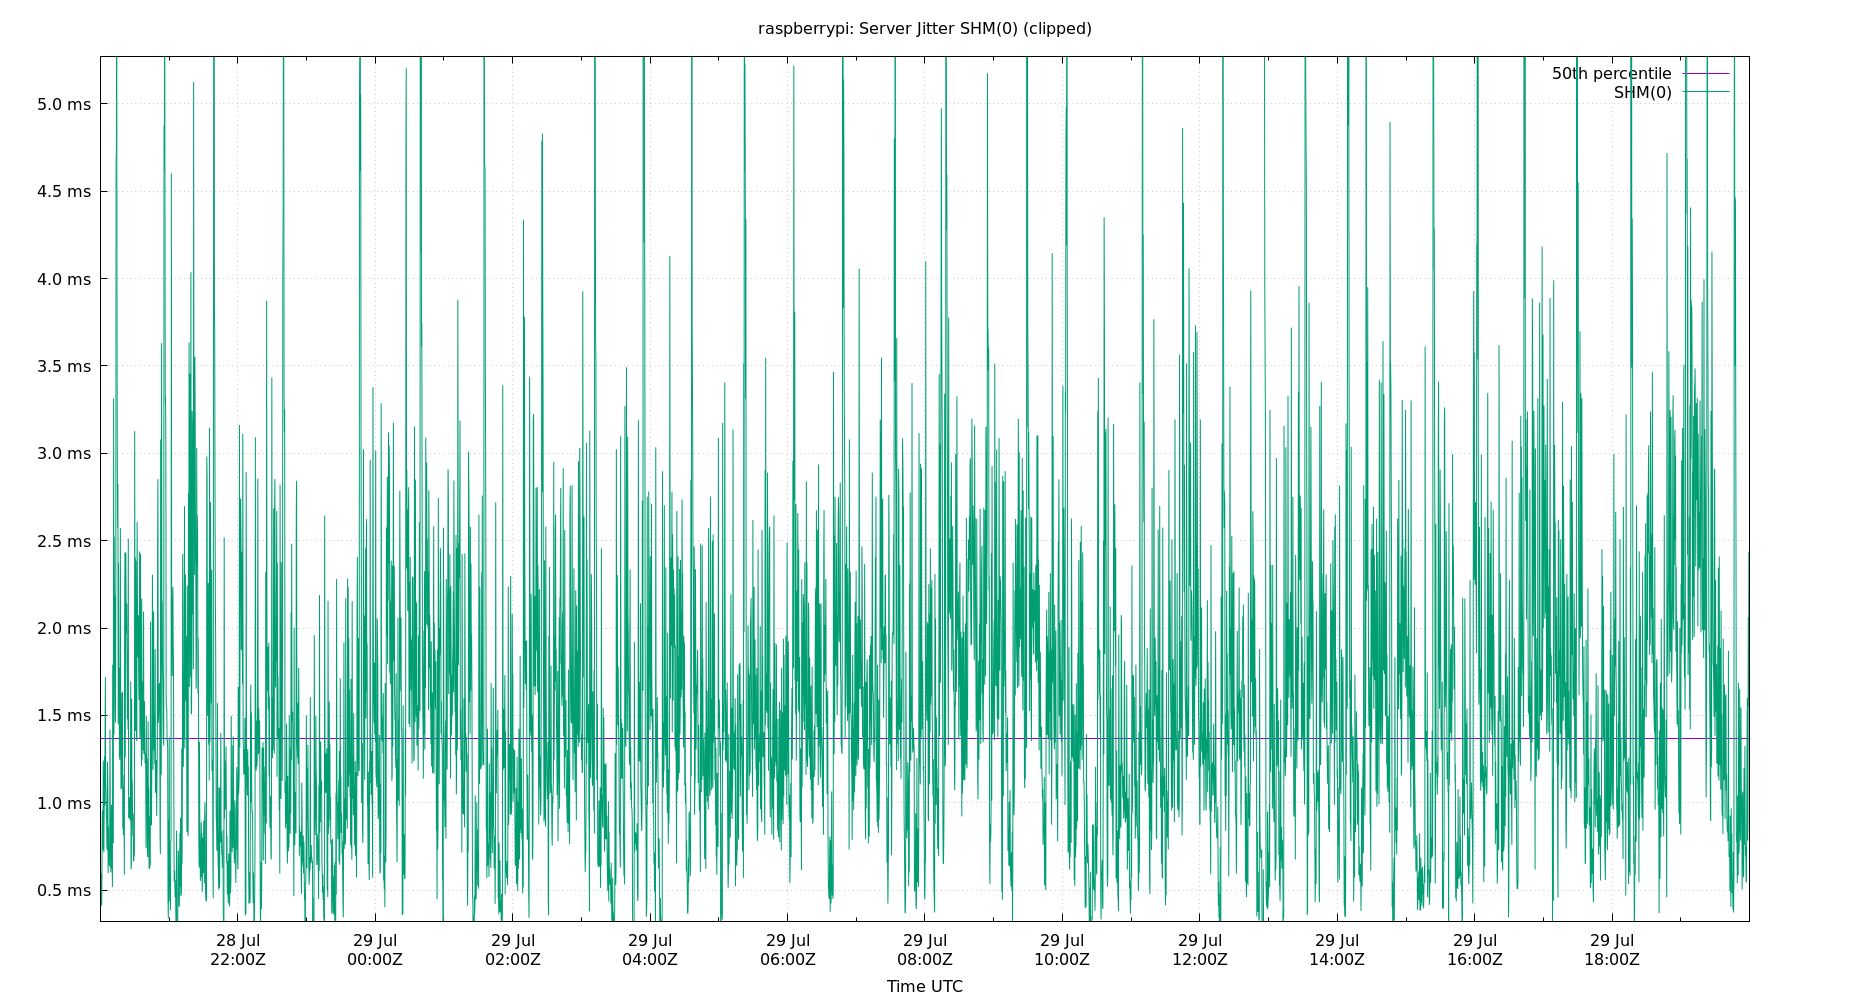 raspberrypi: Server Jitter SHM(0) (clipped)
50th percentile
SHM(0)
5.0 ms
4.5 ms
4.0 ms
3.5 ms
3.0 ms
2.5 ms
2.0 ms
1.5 ms
1.0 ms
0.5 ms
28 Jul 29 Jul 29 Jul 29 Jul 29 Jul 29 Jul 29 Jul 29 Jul 29 Jul 29 Jul 29 Jul
22:00Z 00:00Z 02:00Z 04:00Z 06:00Z 08:00Z 10:00Z 12:00Z 14:00Z 16:00Z 18:00Z
Time UTC